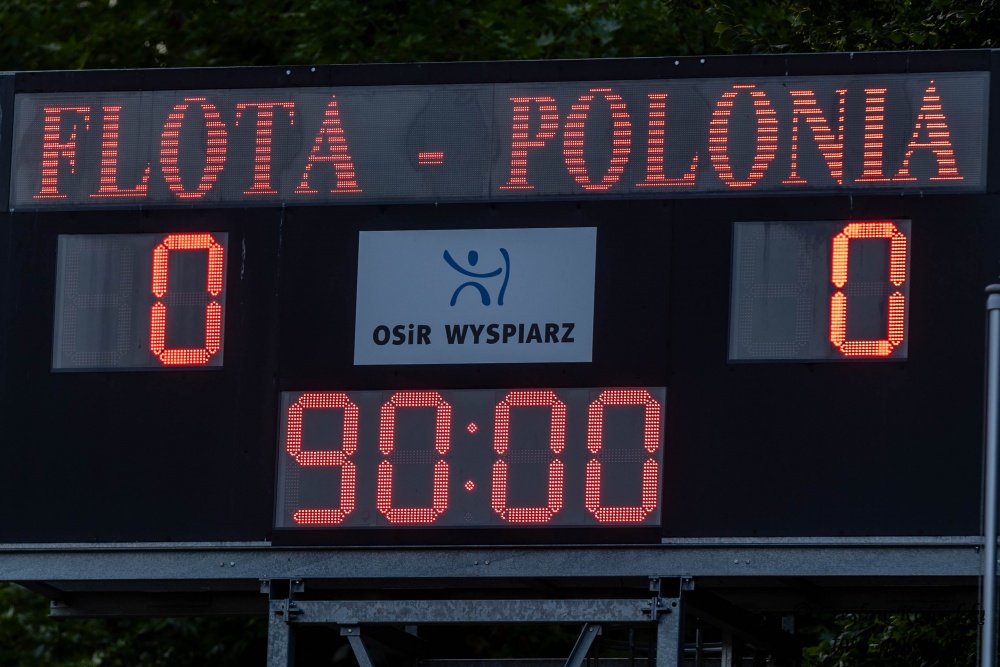 FLOTA - POLONIA
0 0
OSiR WYSPIARZ
90:00